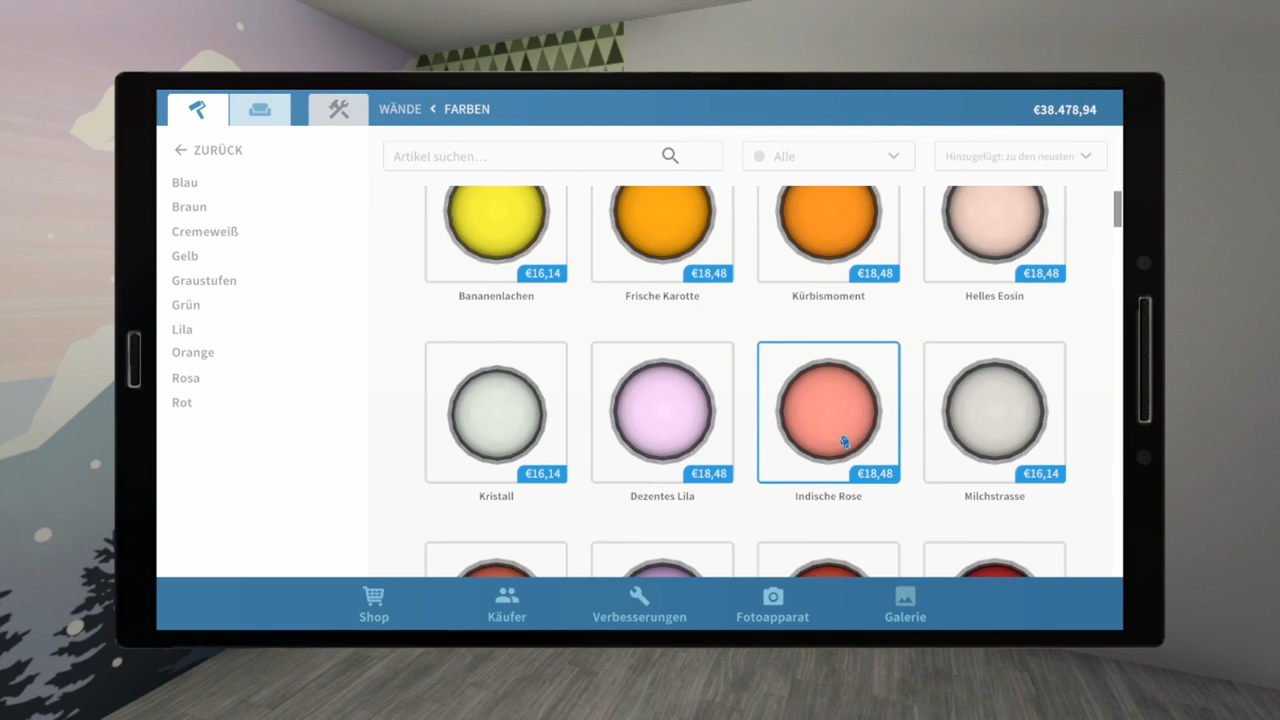 WÄNDE < FARBEN
€38.478,94
ZURÜCK
Artikel suchen...
Alle
Hinzugefügt: zu den neusten
Blau
Braun
Cremeweiß
Gelb
Graustufen
Grün
Lila
Orange
Rosa
Rot
€16,14
€18,48
€18,48
€18,48
Bananenlachen
Frische Karotte
Kürbismoment
Helles Eosin
€16,14
€18,48
€18,48
€16,14
Kristall
Dezentes Lila
Indische Rose
Milchstrasse
Shop
Käufer
Verbesserungen
Fotoapparat
Galerie